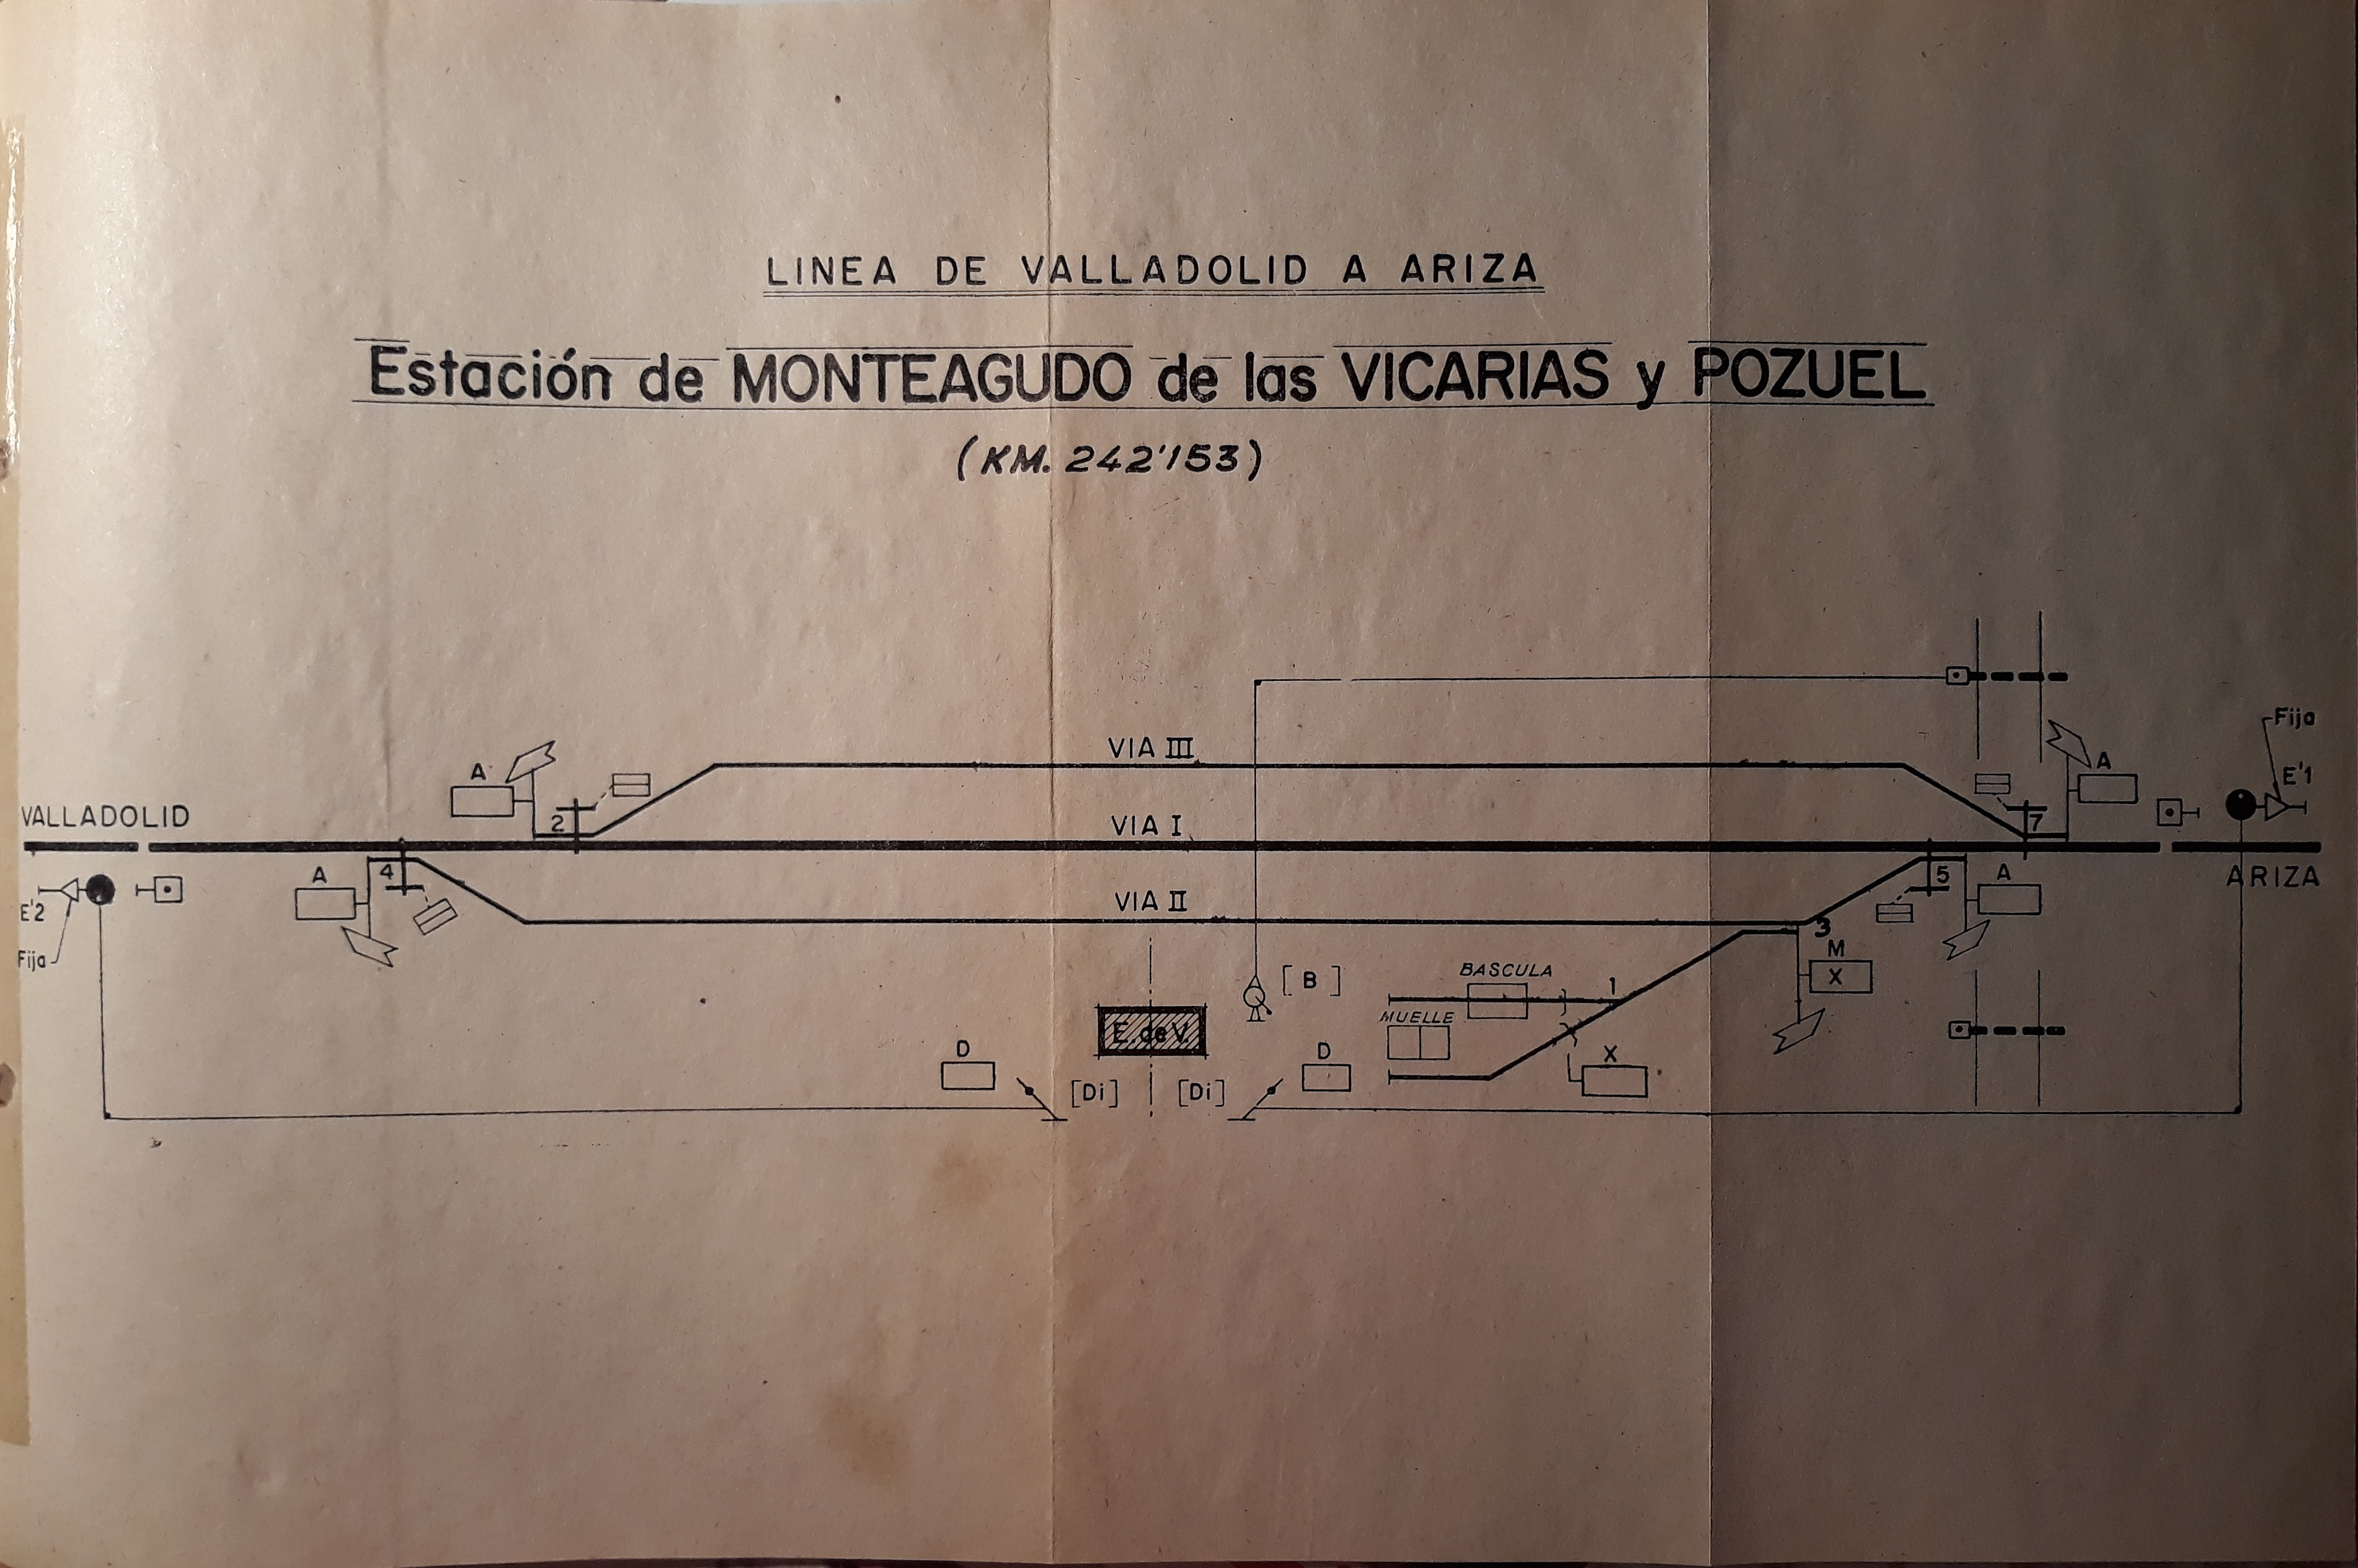 LINEA DE VALLADOLID A ARIZA
Estación de MONTEAGUDO de las VICARIAS y POZUEL
(KM. 242'153)
Fija
VIA III
A
A
E'1
2
7
VALLADOLID
VIA I
4
A
5
A
ARIZA
E'2
VIA II
3
Fija
M
X
[B]
BASCULA
1
MUELLE
E. de V.
D
D
X
[Di]
[Di]